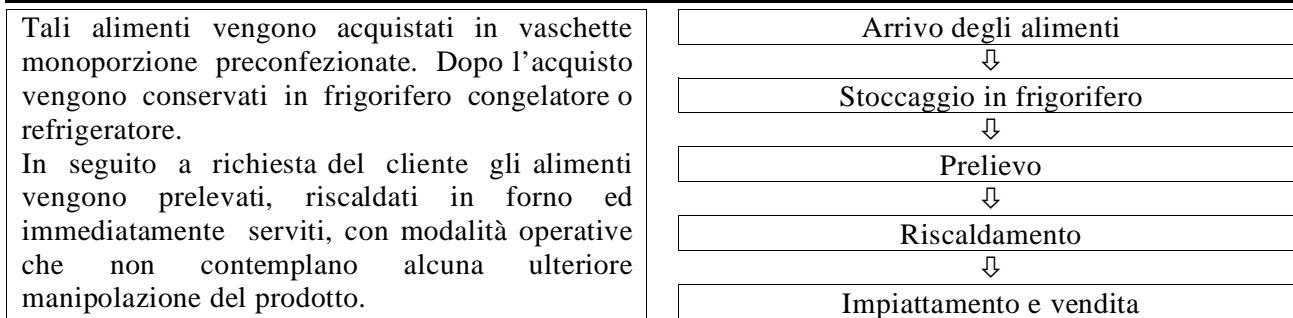 Tali alimenti vengono acquistati in vaschette
monoporzione preconfezionate. Dopo l’acquisto
vengono conservati in frigorifero congelatore o
refrigeratore.
In seguito a richiesta del cliente gli alimenti
vengono prelevati, riscaldati in forno ed
immediatamente serviti, con modalità operative
che non contemplano alcuna ulteriore
manipolazione del prodotto.
Arrivo degli alimenti
⇩
Stoccaggio in frigorifero
⇩
Prelievo
⇩
Riscaldamento
⇩
Impiattamento e vendita